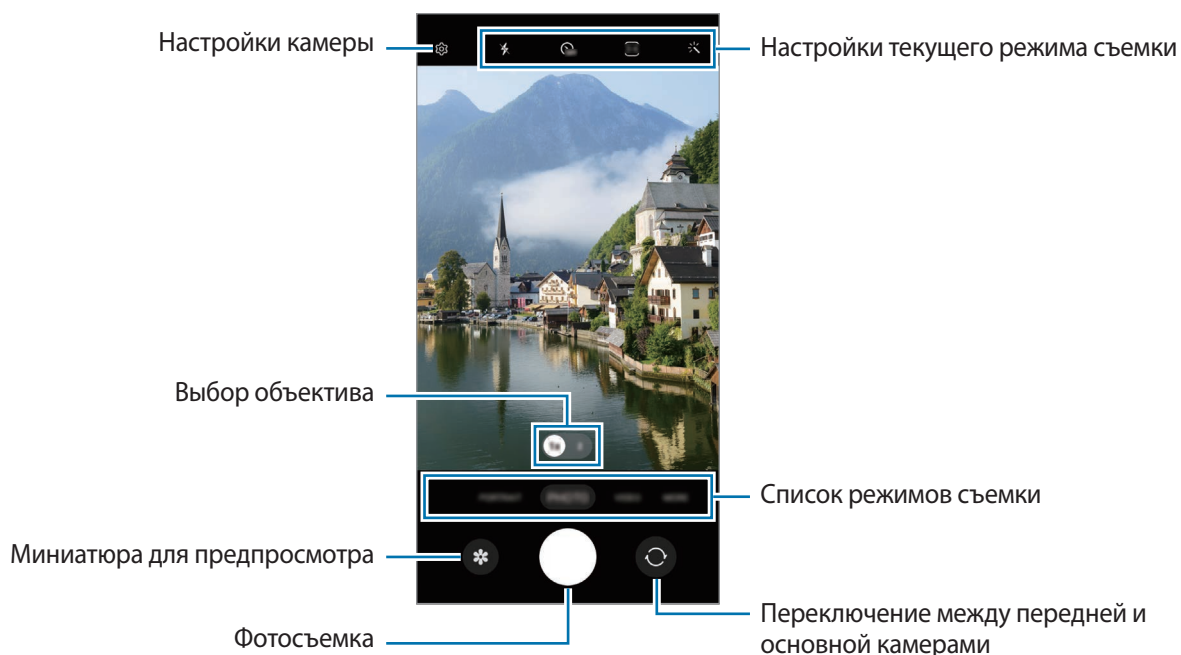 Настройки камеры
Настройки текущего режима съемки
Выбор объектива
PHOTO
Список режимов съемки
Миниатюра для предпросмотра
Фотосъемка
Переключение между передней и
основной камерами